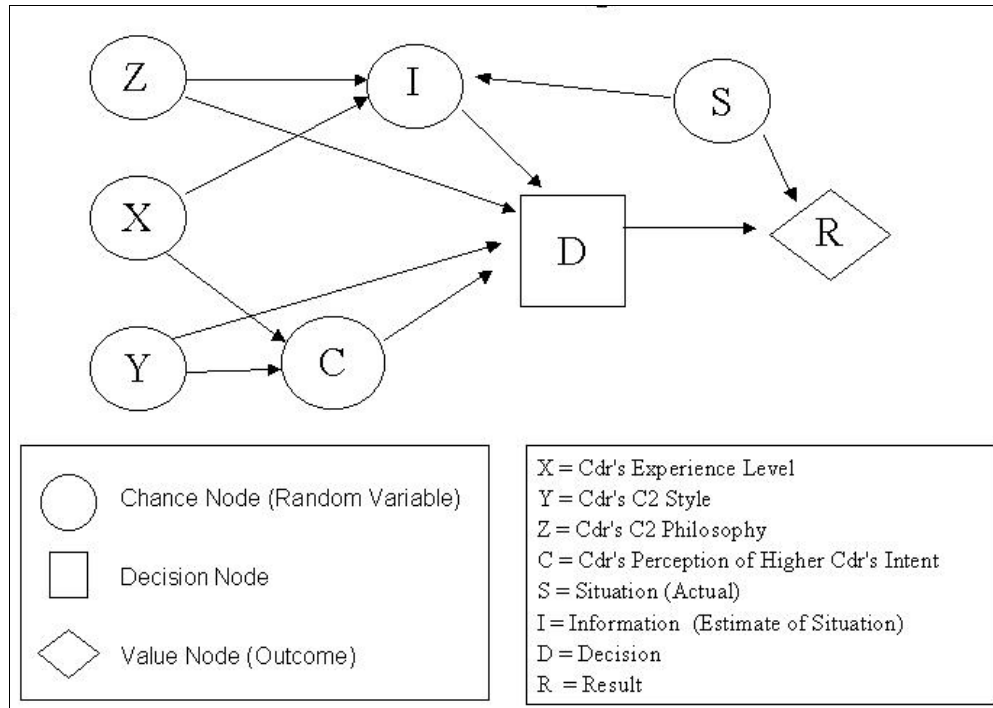 Z
I
S
X
D
R
Y
C
Chance Node (Random Variable)
Decision Node
Value Node (Outcome)
X = Cdr's Experience Level
Y = Cdr's C2 Style
Z = Cdr's C2 Philosophy
C = Cdr's Perception of Higher Cdr's Intent
S = Situation (Actual)
I = Information (Estimate of Situation)
D = Decision
R = Result